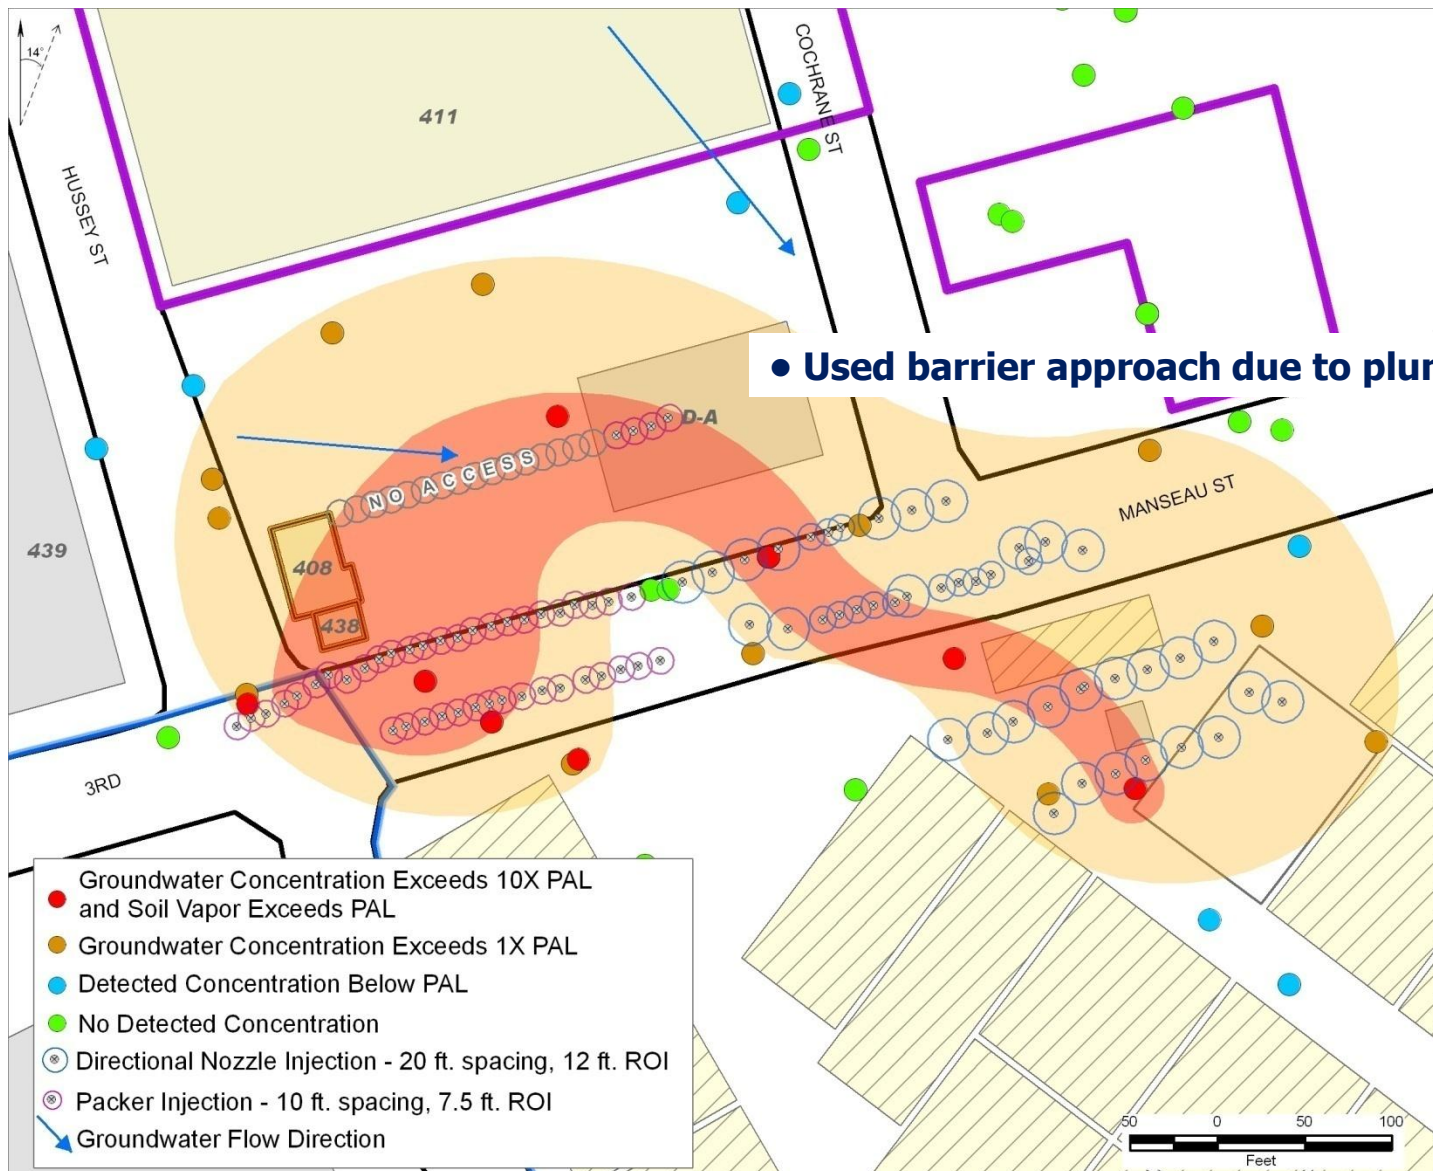 14°
COCHRANE ST
411
HUSSEY ST
• Used barrier approach due to
D-A
NO ACCESS
MANSEAU ST
439
408
438
3RD
Groundwater Concentration Exceeds 10X PAL
and Soil Vapor Exceeds PAL
Groundwater Concentration Exceeds 1X PAL
Detected Concentration Below PAL
No Detected Concentration
Directional Nozzle Injection - 20 ft. spacing, 12 ft. ROI
Packer Injection - 10 ft. spacing, 7.5 ft. ROI
Groundwater Flow Direction
50 0 50 100
Feet